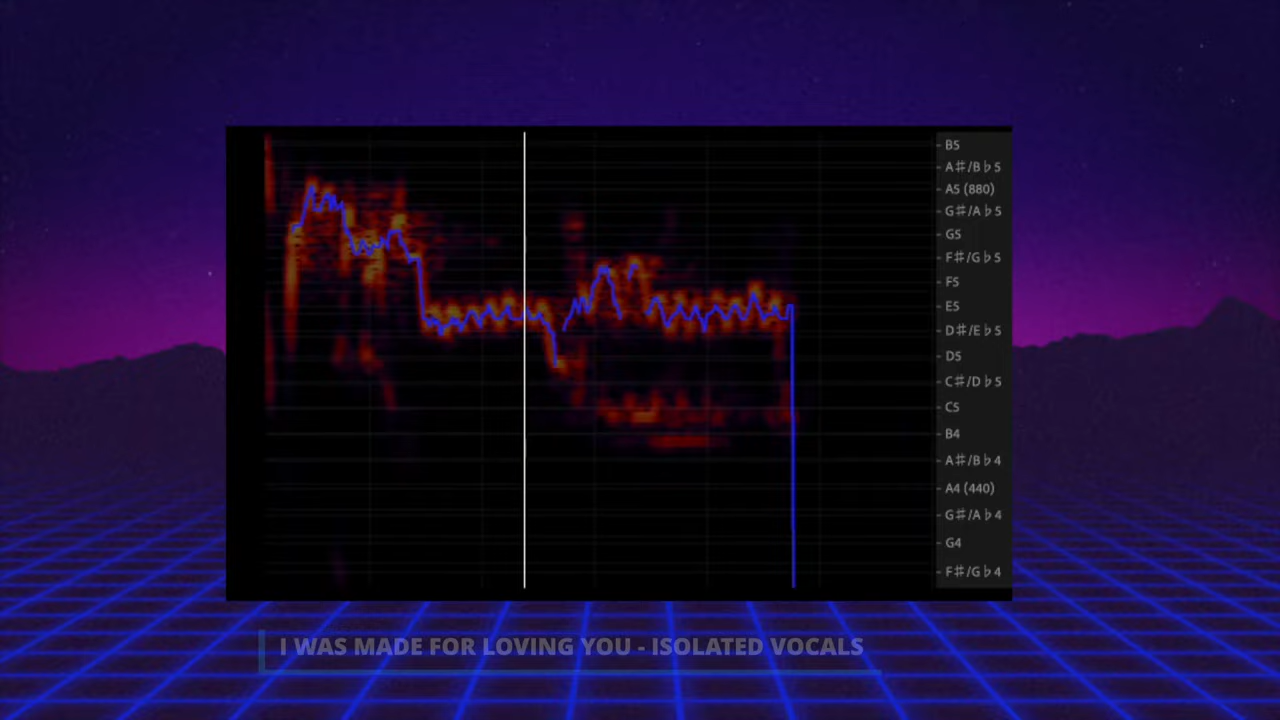 B5
A♯/B♭5
A5 (880)
G♯/A♭5
G5
F♯/G♭5
F5
E5
D♯/E♭5
D5
C♯/D♭5
C5
B4
A♯/B♭4
A4 (440)
G♯/A♭4
G4
F♯/G♭4
I WAS MADE FOR LOVING YOU - ISOLATED VOCALS